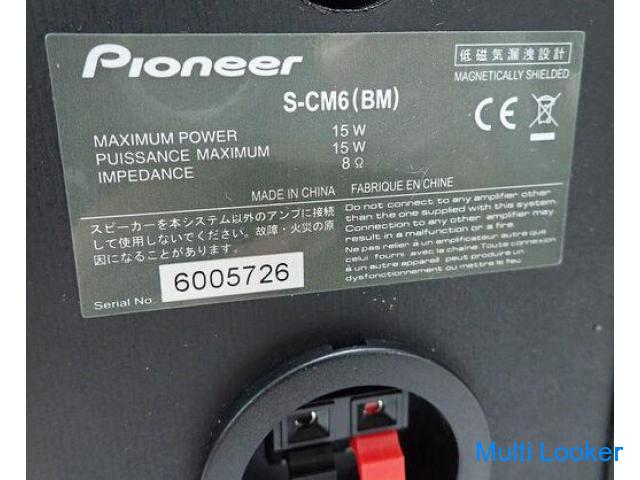 Pioneer
低磁気漏洩設計
MAGNETICALLY SHIELDED
S-CM6(BM)
CE
MAXIMUM POWER 15 W
PUISSANCE MAXIMUM 15 W
IMPEDANCE 8 Ω
MADE IN CHINA FABRIQUE EN CHINE
スピーカーを本システム以外のアンプに接続
して使用しないでください。故障・火災の原
因になることがあります。
Do not connect to any amplifier other
than the one supplied with this system.
Connection to any other amplifier may
result in a malfunction or a fire.
Ne pas relier à un amplificateur autre que
celui fourni avec la chaîne. Toute connexion
à un autre amplificateur peut produire un
dysfonctionnement ou mettre le feu.
Serial No. 6005726
Multi Looker